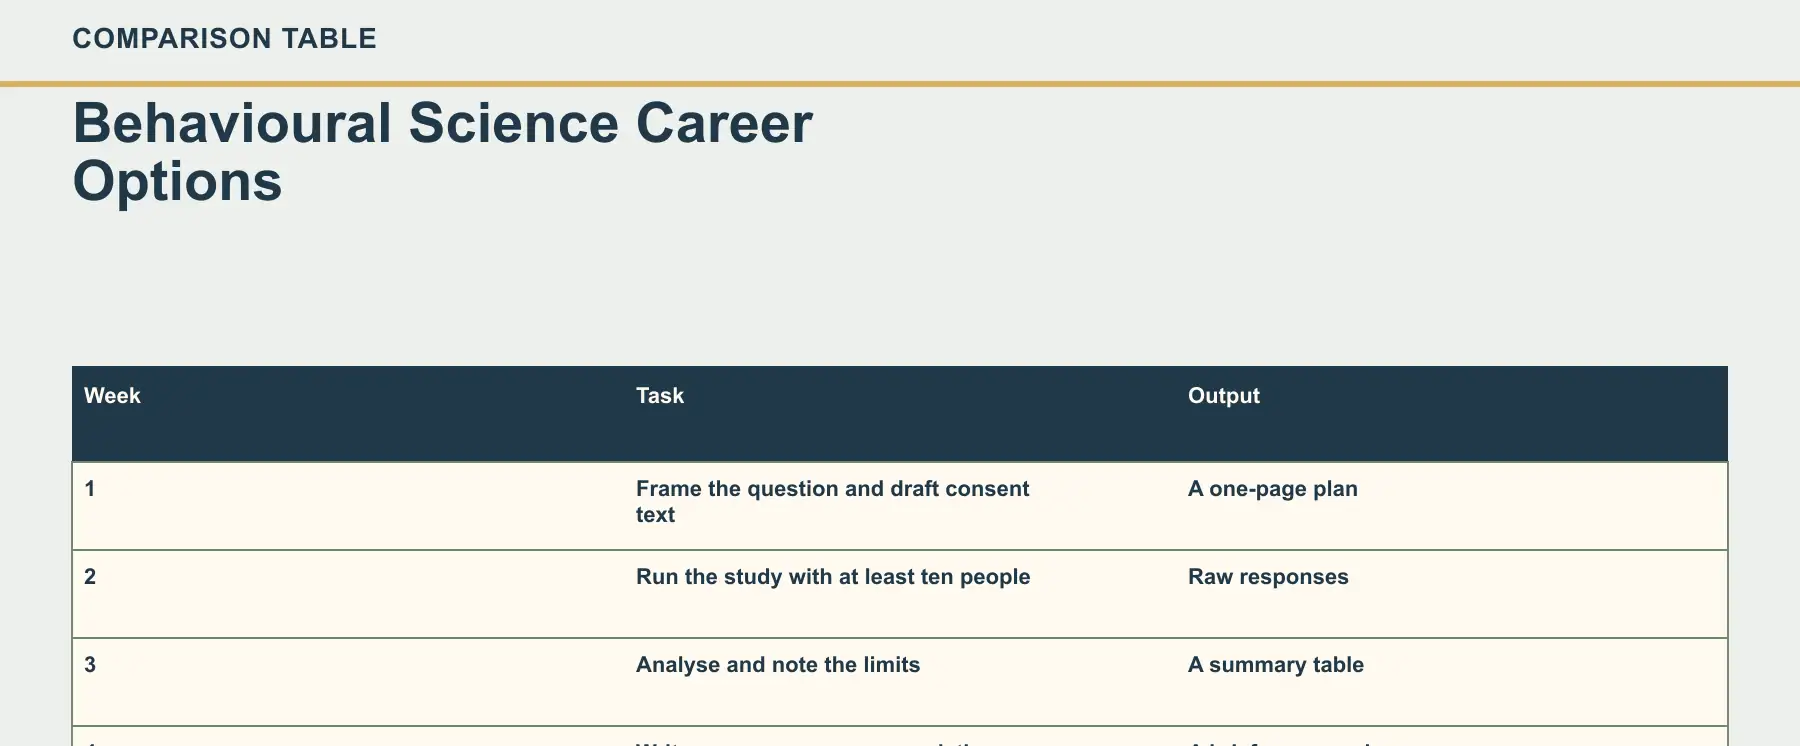 COMPARISON TABLE
Behavioural Science Career
Options
Week Task Output
1 Frame the question and draft consent A one-page plan
text
2 Run the study with at least ten people Raw responses
3 Analyse and note the limits A summary table